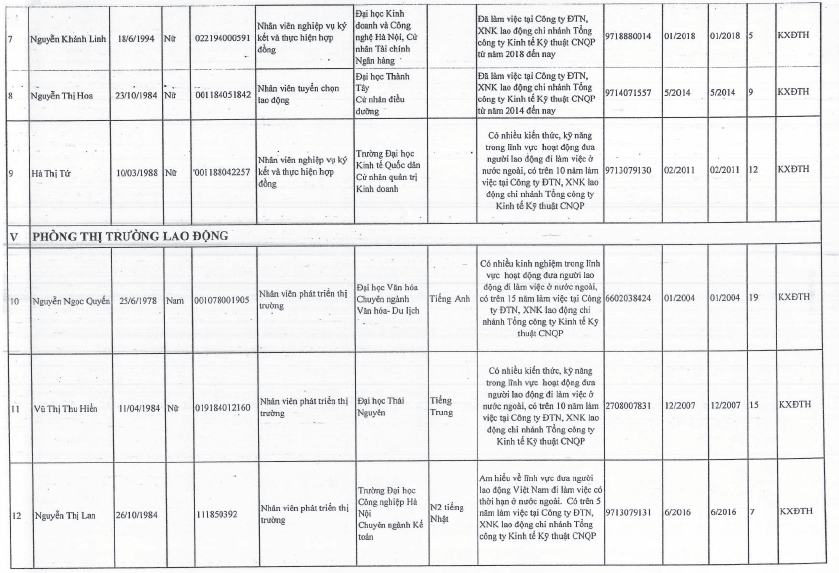 7
Nguyễn Khánh Linh
18/6/1994
Nữ
022194000591
Nhân viên nghiệp vụ ký
kết và thực hiện hợp
đồng
Đại học Kinh
doanh và Công
nghệ Hà Nội, Cử
nhân Tài chính
Ngân hàng
Đã làm việc tại Công ty ĐTN,
XNK lao động chi nhánh Tổng
công ty Kinh tế Kỹ thuật CNQP
từ năm 2018 đến nay
9718880014
01/2018
01/2018
5
KXĐTH
8
Nguyễn Thị Hoa
23/10/1984
Nữ
001184051842
Nhân viên tuyển chọn
lao động
Đại học Thành
Tây
Cử nhân điều
dưỡng
Đã làm việc tại Công ty ĐTN,
XNK lao động chi nhánh Tổng
công ty Kinh tế Kỹ thuật CNQP
từ năm 2014 đến nay
9714071557
5/2014
5/2014
9
KXĐTH
9
Hà Thị Tứ
10/03/1988
Nữ
'001188042257
Nhân viên nghiệp vụ ký
kết và thực hiện hợp
đồng
Trường Đại học
Kinh tế Quốc dân
Cử nhân quản trị
Kinh doanh
Có nhiều kiến thức, kỹ năng
trong lĩnh vực hoạt động đưa
người lao động đi làm việc ở
nước ngoài, có trên 10 năm làm
việc tại Công ty ĐTN, XNK lao
động chi nhánh Tổng công ty
Kinh tế Kỹ thuật CNQP
9713079130
02/2011
02/2011
12
KXĐTH
V
PHÒNG THỊ TRƯỜNG LAO ĐỘNG
10
Nguyễn Ngọc Quyến
25/6/1978
Nam
001078001905
Nhân viên phát triển thị
trường
Đại học Văn hóa
Chuyên ngành
Văn hóa- Du lịch
Tiếng Anh
Có nhiều kinh nghiệm trong lĩnh
vực hoạt động đưa người lao
động đi làm việc ở nước ngoài,
có trên 15 năm làm việc tại Công
ty ĐTN, XNK lao động chi
nhánh Tổng công ty Kinh tế Kỹ
thuật CNQP
6602038424
01/2004
01/2004
19
KXĐTH
11
Vũ Thị Thu Hiền
11/04/1984
Nữ
019184012160
Nhân viên phát triển thị
trường
Đại học Thái
Nguyên
Tiếng
Trung
Có nhiều kiến thức, kỹ năng
trong lĩnh vực hoạt động đưa
người lao động đi làm việc ở
nước ngoài, có trên 10 năm làm
việc tại Công ty ĐTN, XNK lao
động chi nhánh Tổng công ty
Kinh tế Kỹ thuật CNQP
2708007831
12/2007
12/2007
15
KXĐTH
12
Nguyễn Thị Lan
26/10/1984
111850392
Nhân viên phát triển thị
trường
Trường Đại học
Công nghiệp Hà
Nội
Chuyên ngành Kế
toán
N2 tiếng
Nhật
Am hiểu về lĩnh vực đưa người
lao động Việt Nam đi làm việc có
thời hạn ở nước ngoài. Có trên 5
năm làm việc tại Công ty ĐTN,
XNK lao động chi nhánh Tổng
công ty Kinh tế Kỹ thuật CNQP
9713079131
6/2016
6/2016
7
KXĐTH